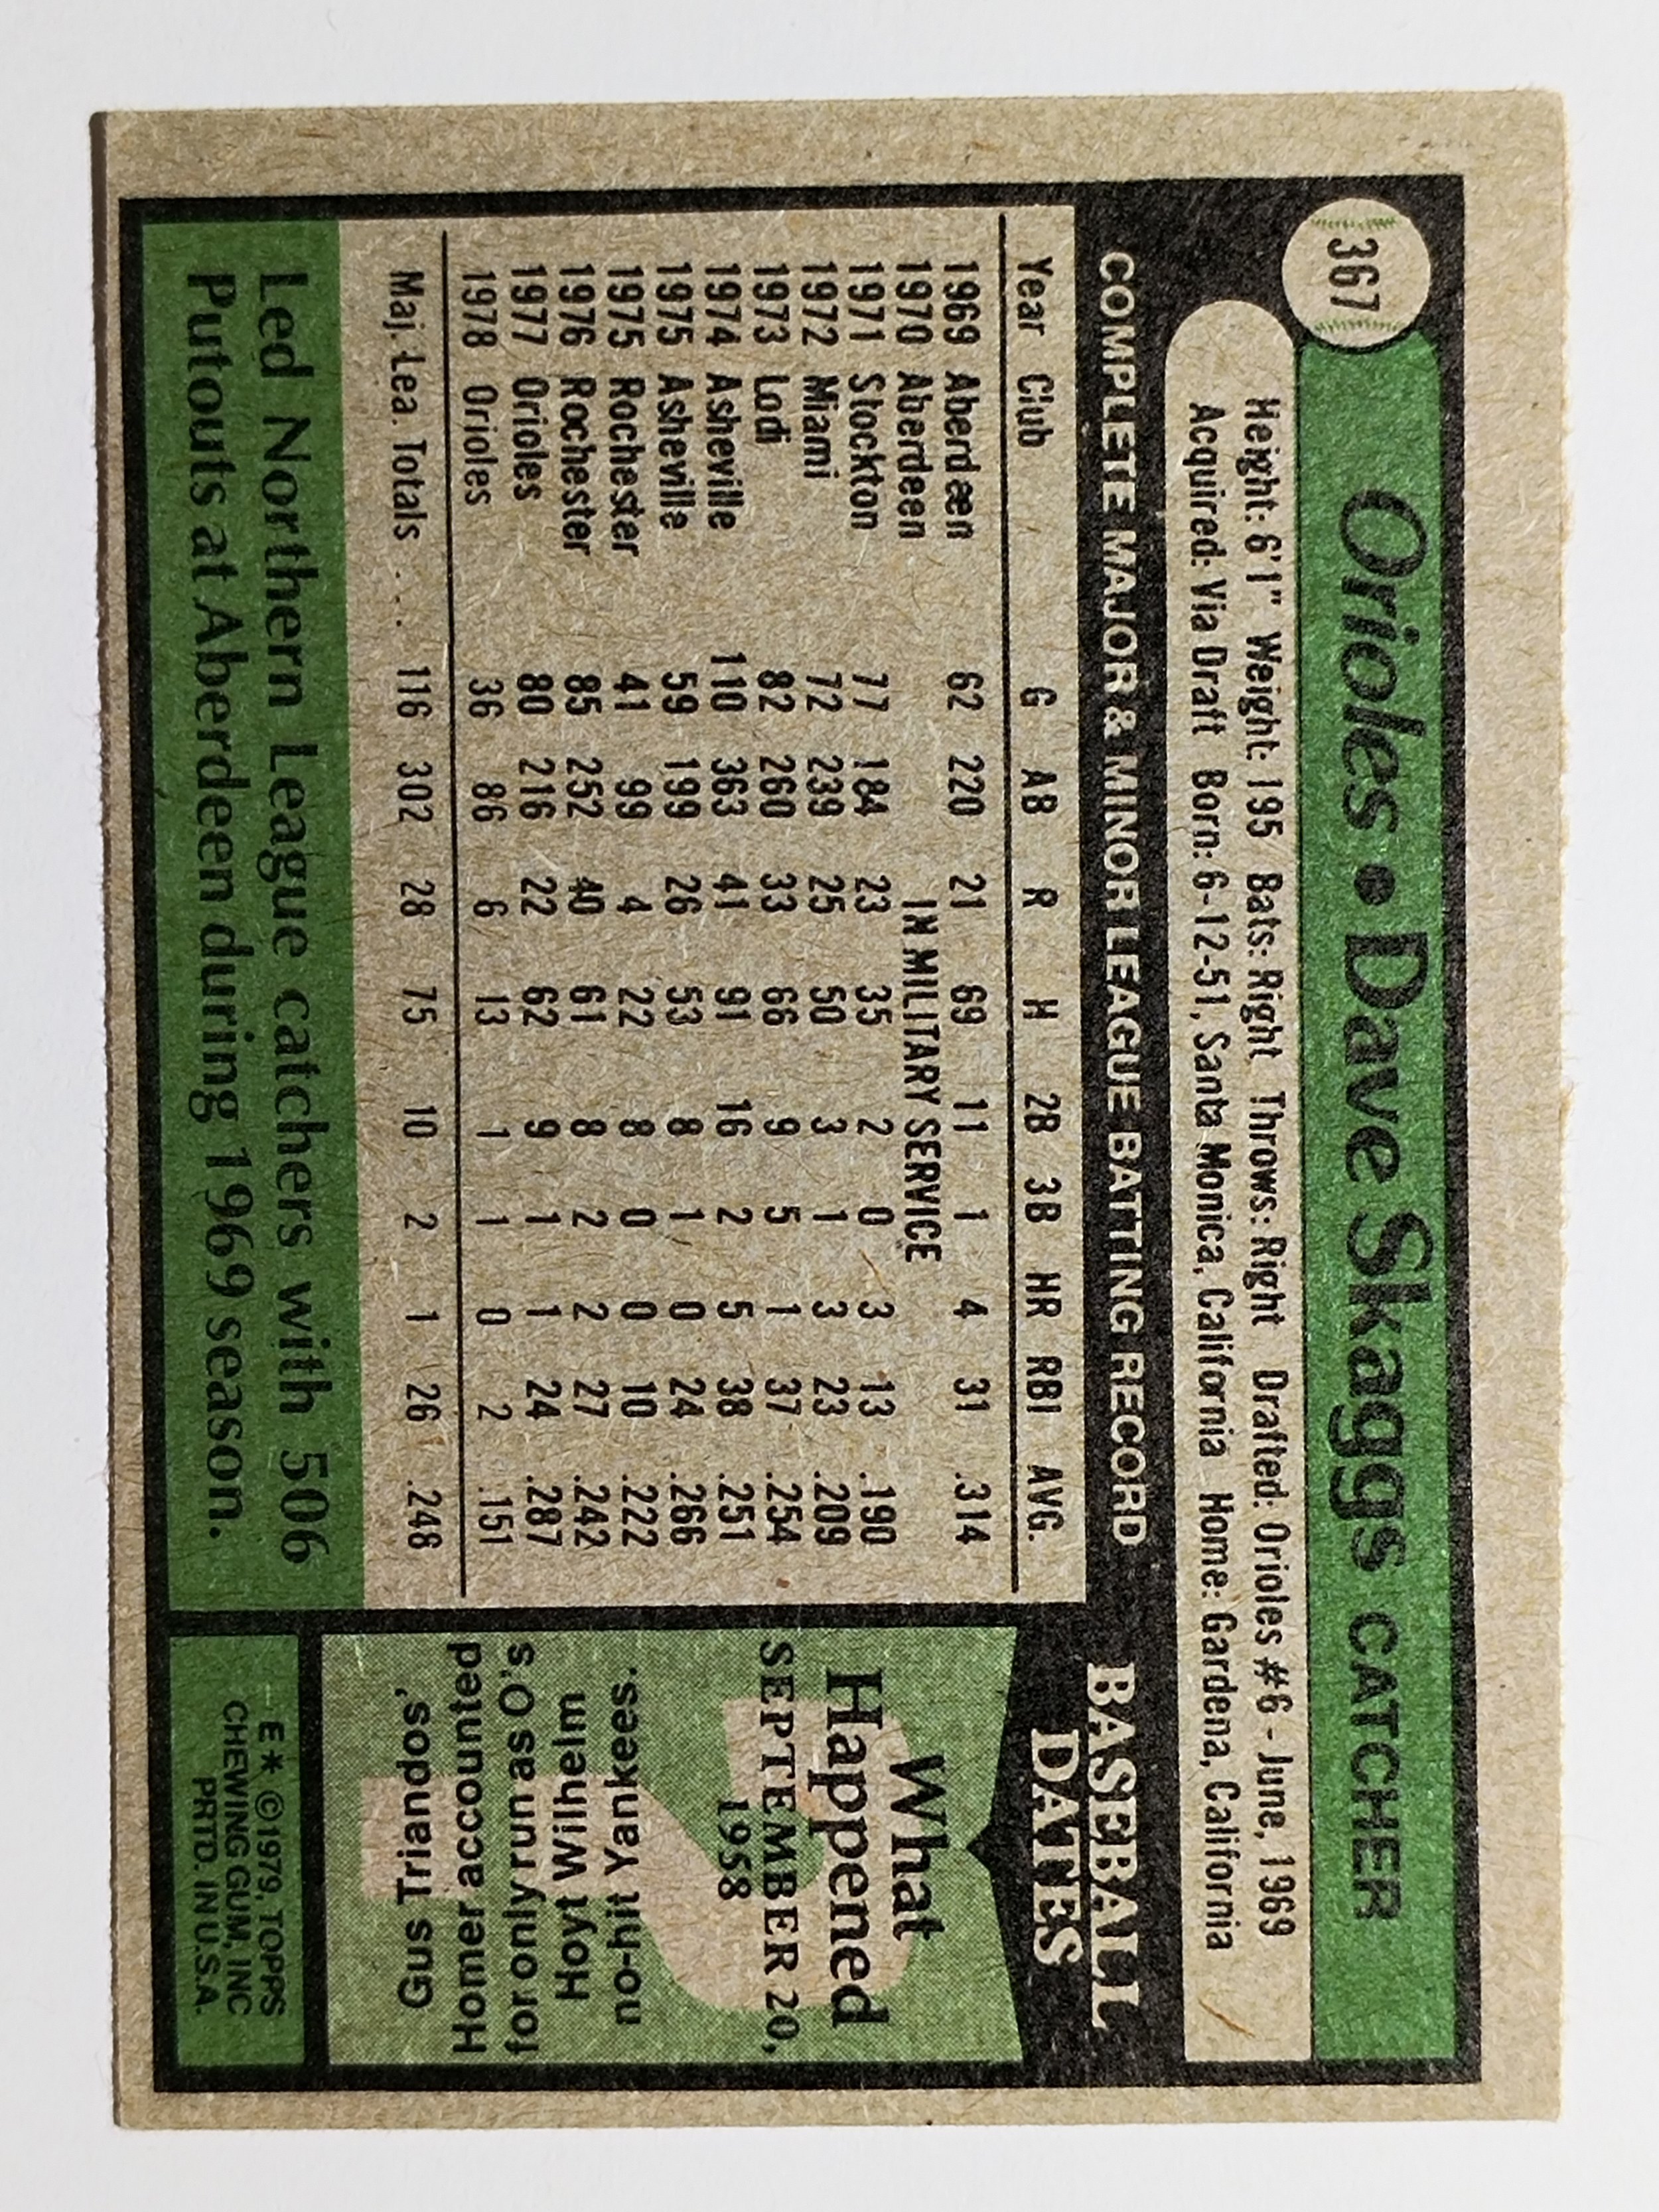 367
Orioles • Dave Skaggs CATCHER
Height: 6'1" Weight: 195 Bats: Right Throws: Right Drafted: Orioles #6 - June, 1969
Acquired: Via Draft Born: 6-12-51, Santa Monica, California Home: Gardena, California
COMPLETE MAJOR & MINOR LEAGUE BATTING RECORD
Year Club G AB R H 2B 3B HR RBI AVG.
1969 Aberdeen 62 220 21 69 11 1 4 31 .314
1970 Aberdeen IN MILITARY SERVICE
1971 Stockton 77 184 23 35 2 0 3 13 .190
1972 Miami 72 239 25 50 3 1 3 23 .209
1973 Lodi 82 260 33 66 9 5 1 37 .254
1974 Asheville 110 363 41 91 16 2 5 38 .251
1975 Asheville 59 199 26 53 8 1 0 24 .266
1975 Rochester 41 99 4 22 8 0 0 10 .222
1976 Rochester 85 252 40 61 8 2 2 27 .242
1977 Orioles 80 216 22 62 9 1 1 24 .287
1978 Orioles 36 86 6 13 1 1 0 2 .151
Maj. Lea. Totals . . . 116 302 28 75 10 2 1 26 .248
Led Northern League catchers with 506
Putouts at Aberdeen during 1969 season.
BASEBALL
DATES
What
Happened
SEPTEMBER 20,
1958
?
Gus Triandos'
Homer accounted
for only run as O's
Hoyt Wilhelm
no-hit Yankees.
E* ©1979, TOPPS
CHEWING GUM, INC
PRTD. IN U.S.A.